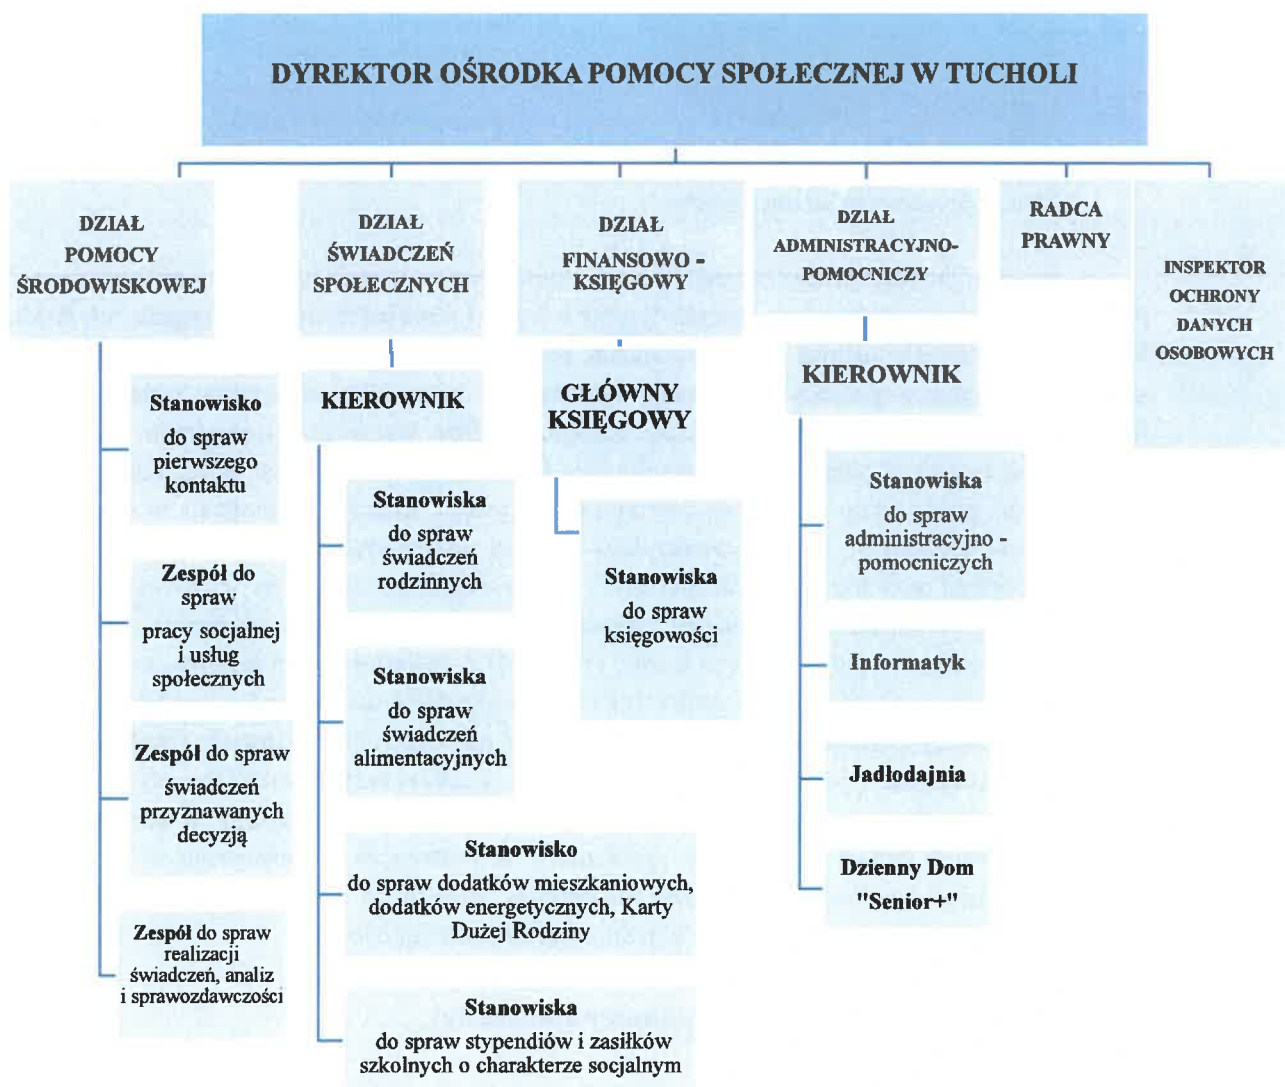 DYREKTOR OŚRODKA POMOCY SPOŁECZNEJ W TUCHOLI
DZIAŁ
POMOCY
ŚRODOWISKOWEJ
Stanowisko
do spraw
pierwszego
kontaktu
Zespół do
spraw
pracy socjalnej
i usług
społecznych
Zespół do spraw
świadczeń
przyznawanych
decyzją
Zespół do spraw
realizacji
świadczeń, analiz
i sprawozdawczości
DZIAŁ
ŚWIADCZEŃ
SPOŁECZNYCH
KIEROWNIK
Stanowiska
do spraw
świadczeń
rodzinnych
Stanowiska
do spraw
świadczeń
alimentacyjnych
Stanowisko
do spraw dodatków mieszkaniowych,
dodatków energetycznych, Karty
Dużej Rodziny
Stanowiska
do spraw stypendiów i zasiłków
szkolnych o charakterze socjalnym
DZIAŁ
FINANSOWO -
KSIĘGOWY
GŁÓWNY
KSIĘGOWY
Stanowiska
do spraw
księgowości
DZIAŁ
ADMINISTRACYJNO-
POMOCNICZY
KIEROWNIK
Stanowiska
do spraw
administracyjno -
pomocniczych
Informatyk
Jadłodajnia
Dzienny Dom
"Senior+"
RADCA
PRAWNY
INSPEKTOR
OCHRONY
DANYCH
OSOBOWYCH